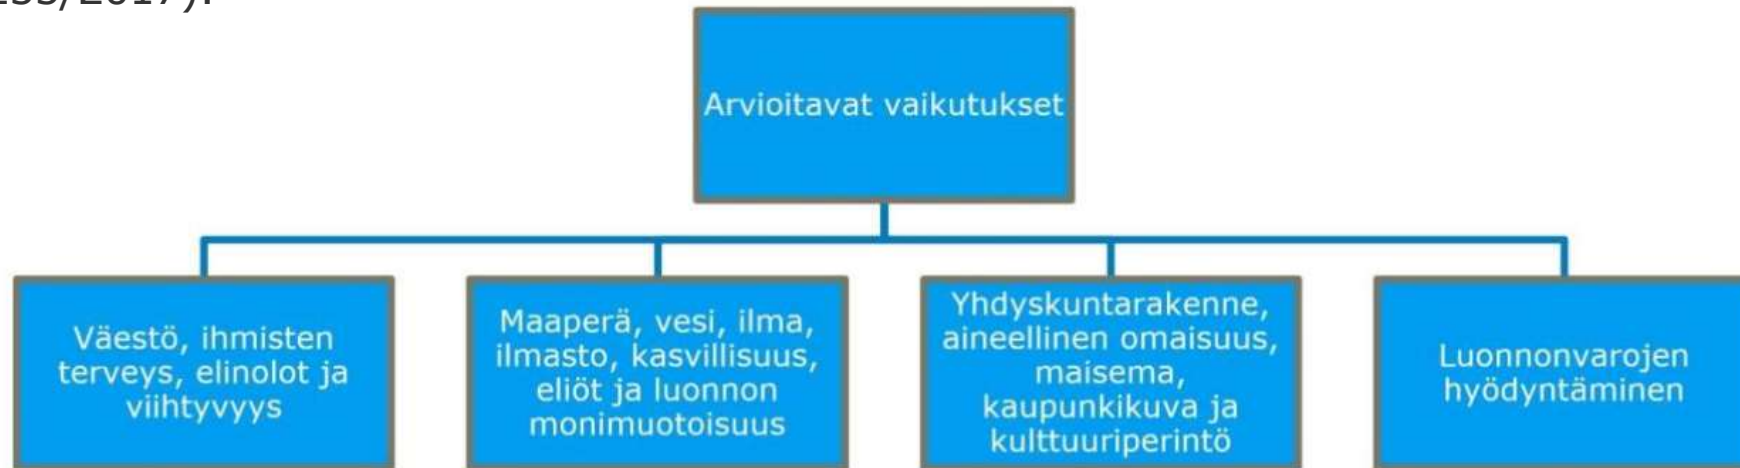 Arvioitavat vaikutukset
Väestö, ihmisten
terveys, elinolot ja
viihtyvyys
Maaperä, vesi, ilma,
ilmasto, kasvillisuus,
eliöt ja luonnon
monimuotoisuus
Yhdyskuntarakenne,
aineellinen omaisuus,
maisema,
kaupunkikuva ja
kulttuuriperintö
Luonnonvarojen
hyödyntäminen